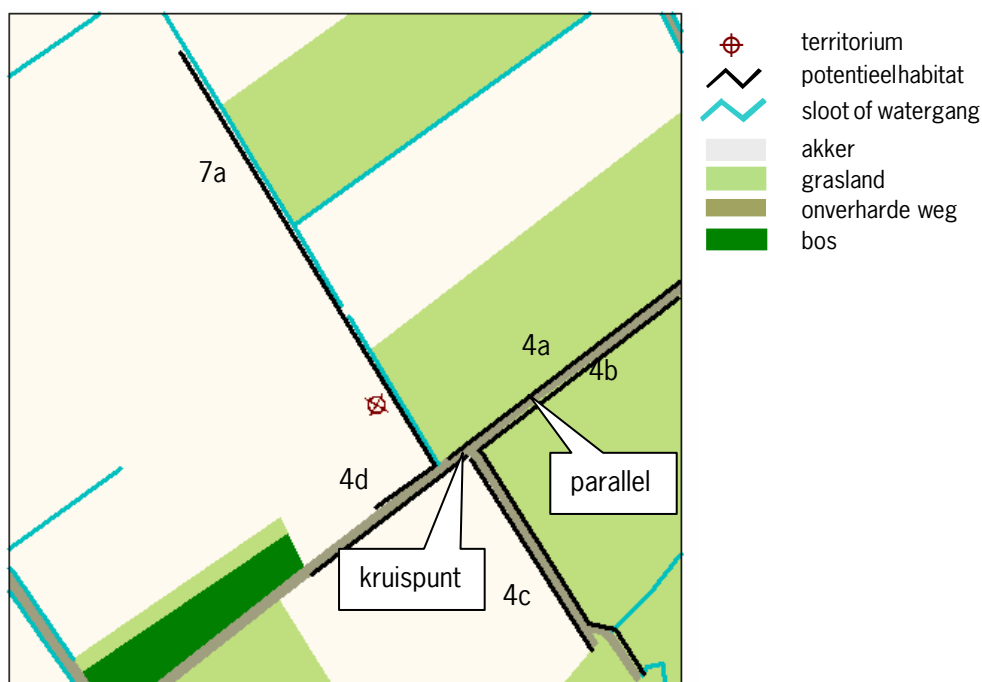 7a
4a
4b
parallel
4d
kruispunt
4c
territorium
potentieelhabitat
sloot of watergang
akker
grasland
onverharde weg
bos